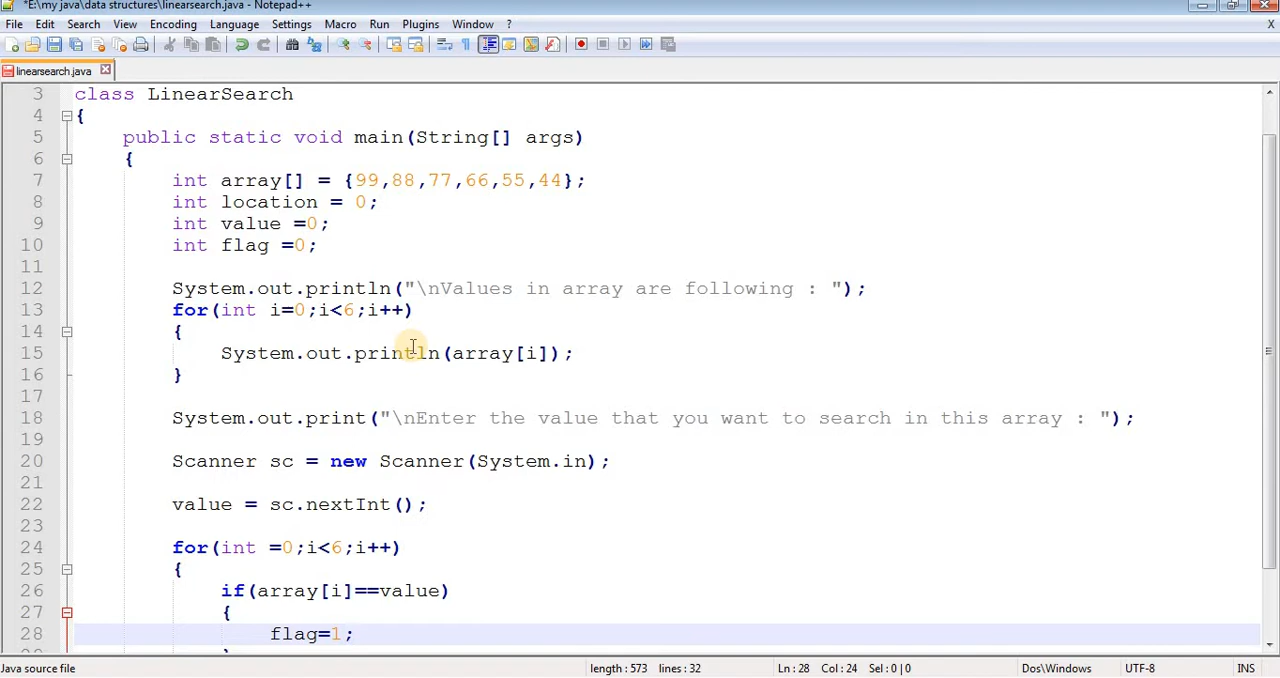 *E:\my java\data structures\linearsearch.java - Notepad++
File Edit Search View Encoding Language Settings Macro Run Plugins Window ? X
linearsearch.java
3 class LinearSearch
4 {
5 public static void main(String[] args)
6 {
7 int array[] = {99,88,77,66,55,44};
8 int location = 0;
9 int value =0;
10 int flag =0;
11
12 System.out.println("\nValues in array are following : ");
13 for(int i=0;i<6;i++)
14 {
15 System.out.println(array[i]);
16 }
17
18 System.out.print("\nEnter the value that you want to search in this array : ");
19
20 Scanner sc = new Scanner(System.in);
21
22 value = sc.nextInt();
23
24 for(int =0;i<6;i++)
25 {
26 if(array[i]==value)
27 {
28 flag=1;
Java source file length : 573 lines : 32 Ln : 28 Col : 24 Sel : 0 | 0 Dos\Windows UTF-8 INS